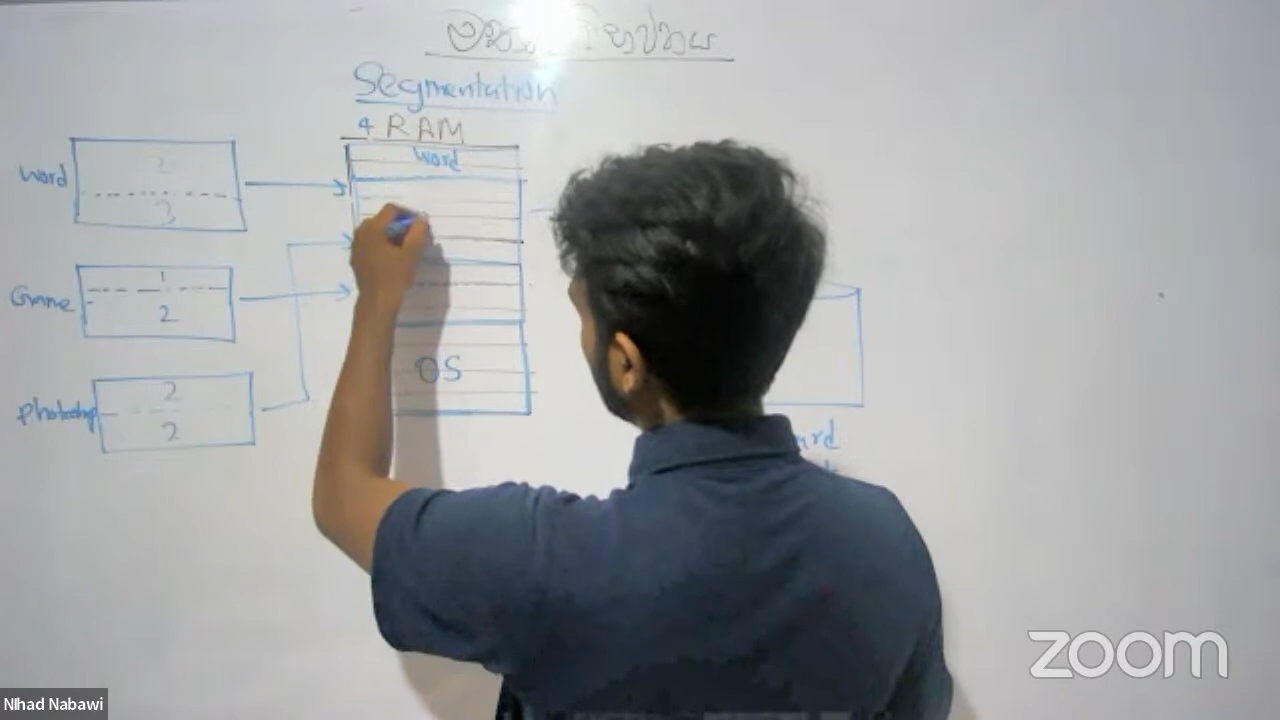 Segmentation
4 RAM
word
word
2
3
Game
1
2
OS
photoshop
2
2
NIhad Nabawi
zoom